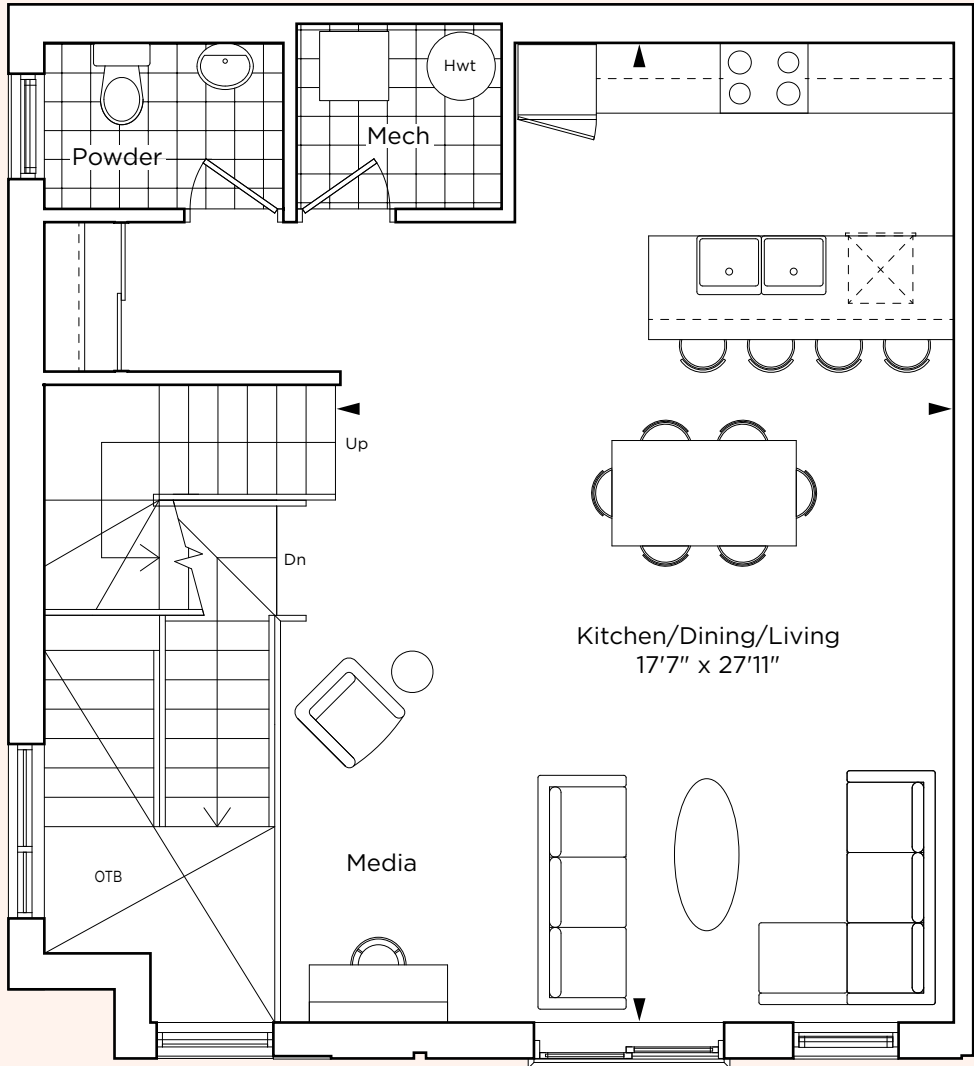 Hwt
Mech
Powder
Up
Dn
Kitchen/Dining/Living
17'7" x 27'11"
Media
OTB